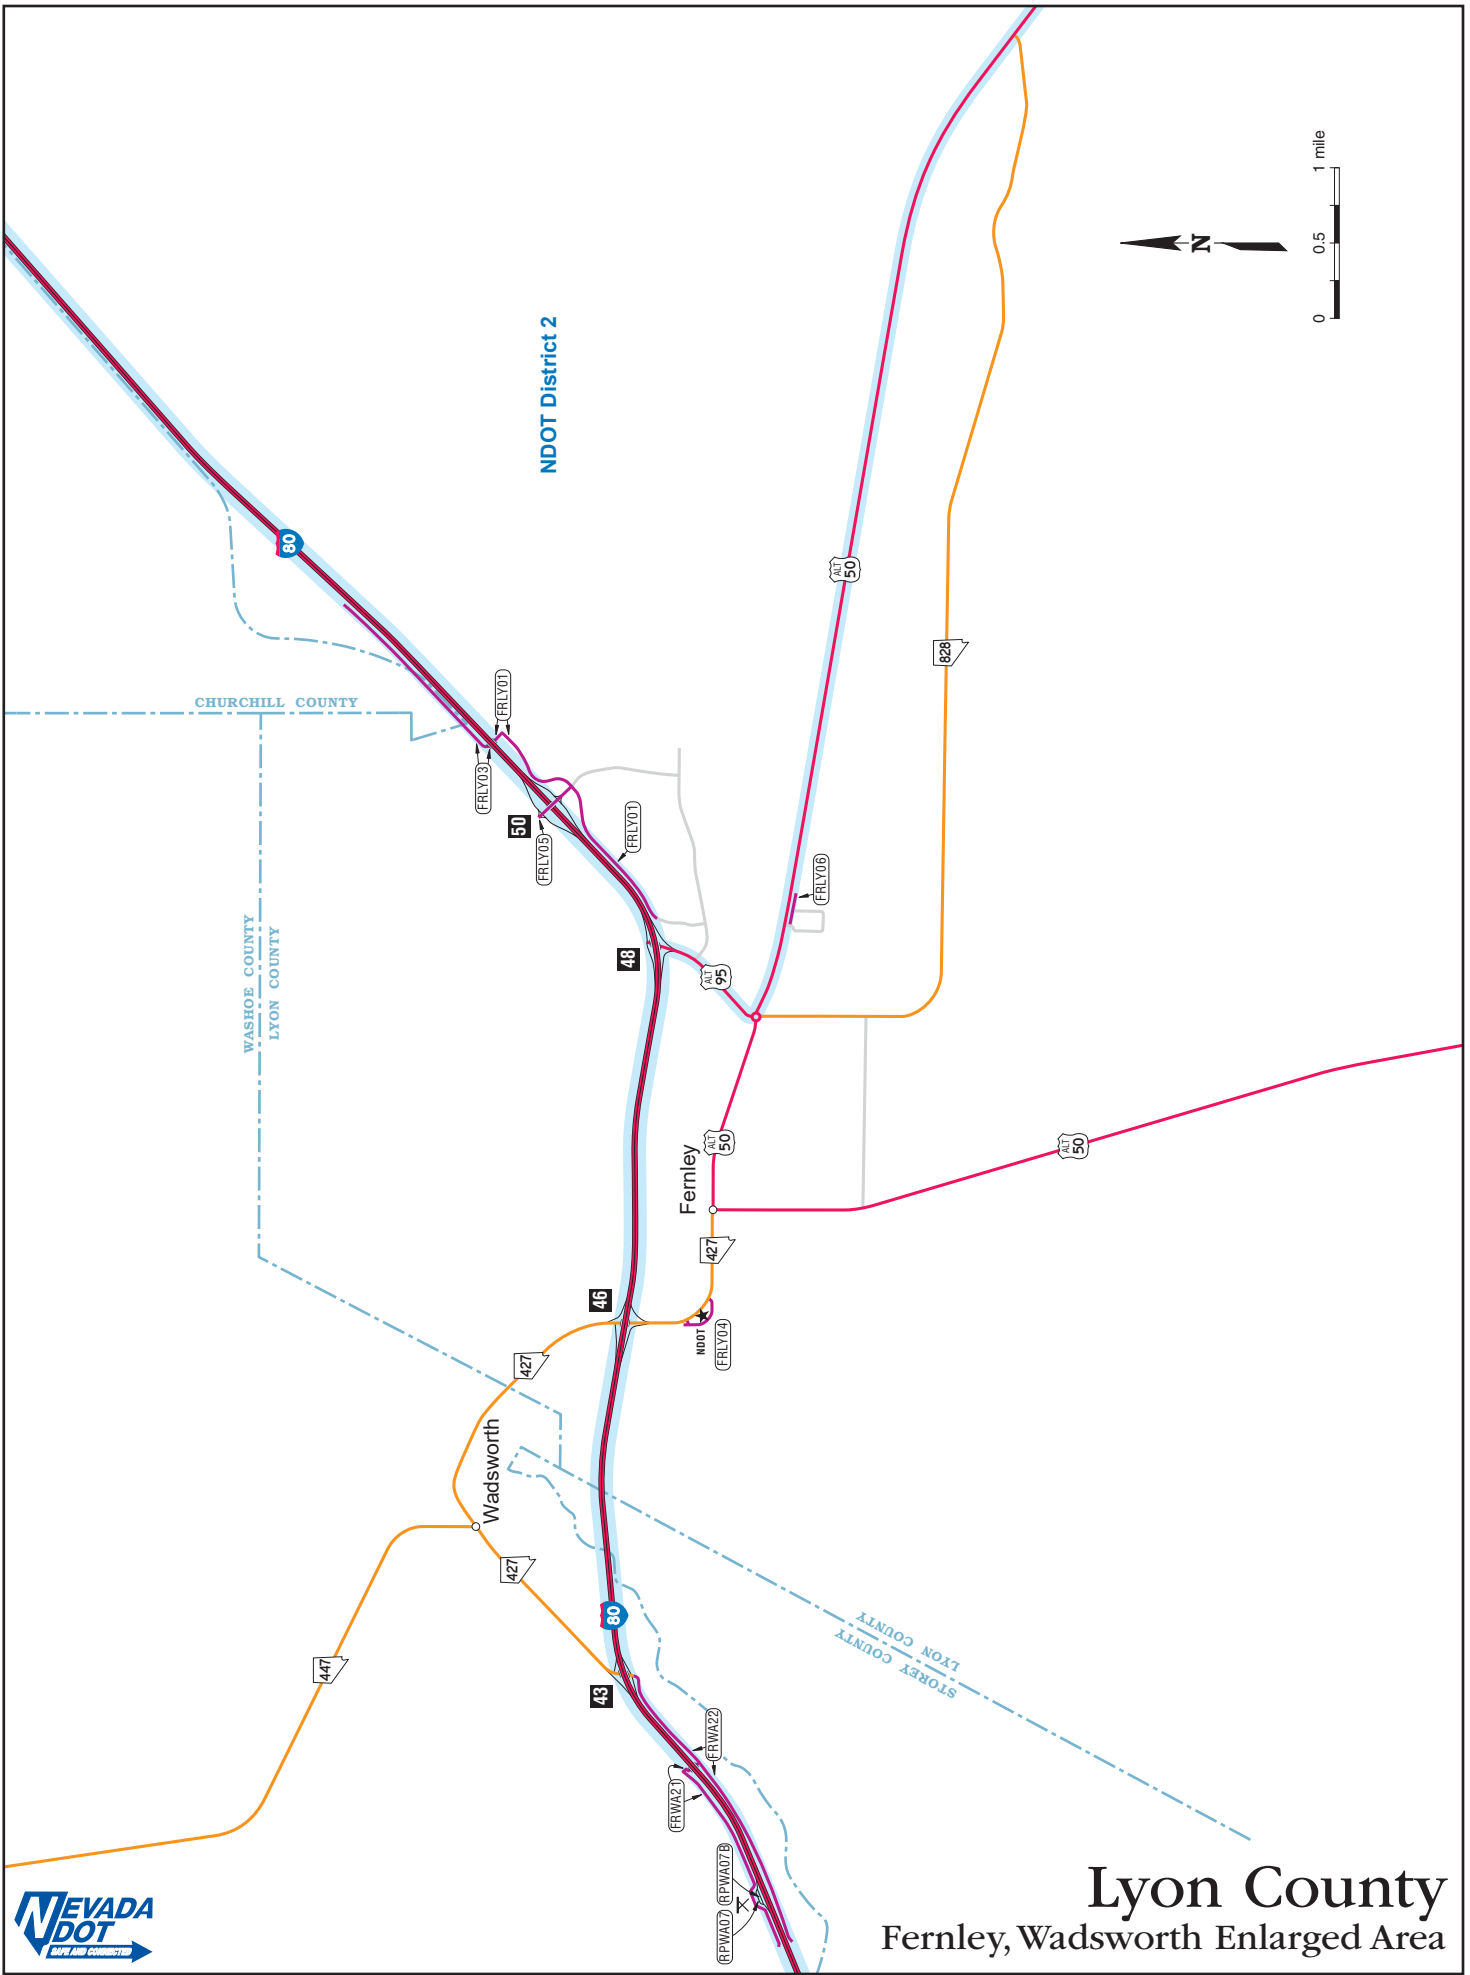 NDOT District 2
1 mile
0.5
0
N
80
CHURCHILL COUNTY
FRLY01
FRLY03
50
FRLY05
FRLY01
ALT
50
828
FRLY06
WASHOE COUNTY
LYON COUNTY
48
ALT
95
ALT
50
Fernley
ALT
50
427
46
NDOT
FRLY04
427
Wadsworth
427
80
447
43
LYON COUNTY
STOREY COUNTY
FRWA22
FRWA21
RPWA07B
RPWA07
NEVADA
DOT
SAFE AND CONNECTED
Lyon County
Fernley, Wadsworth Enlarged Area